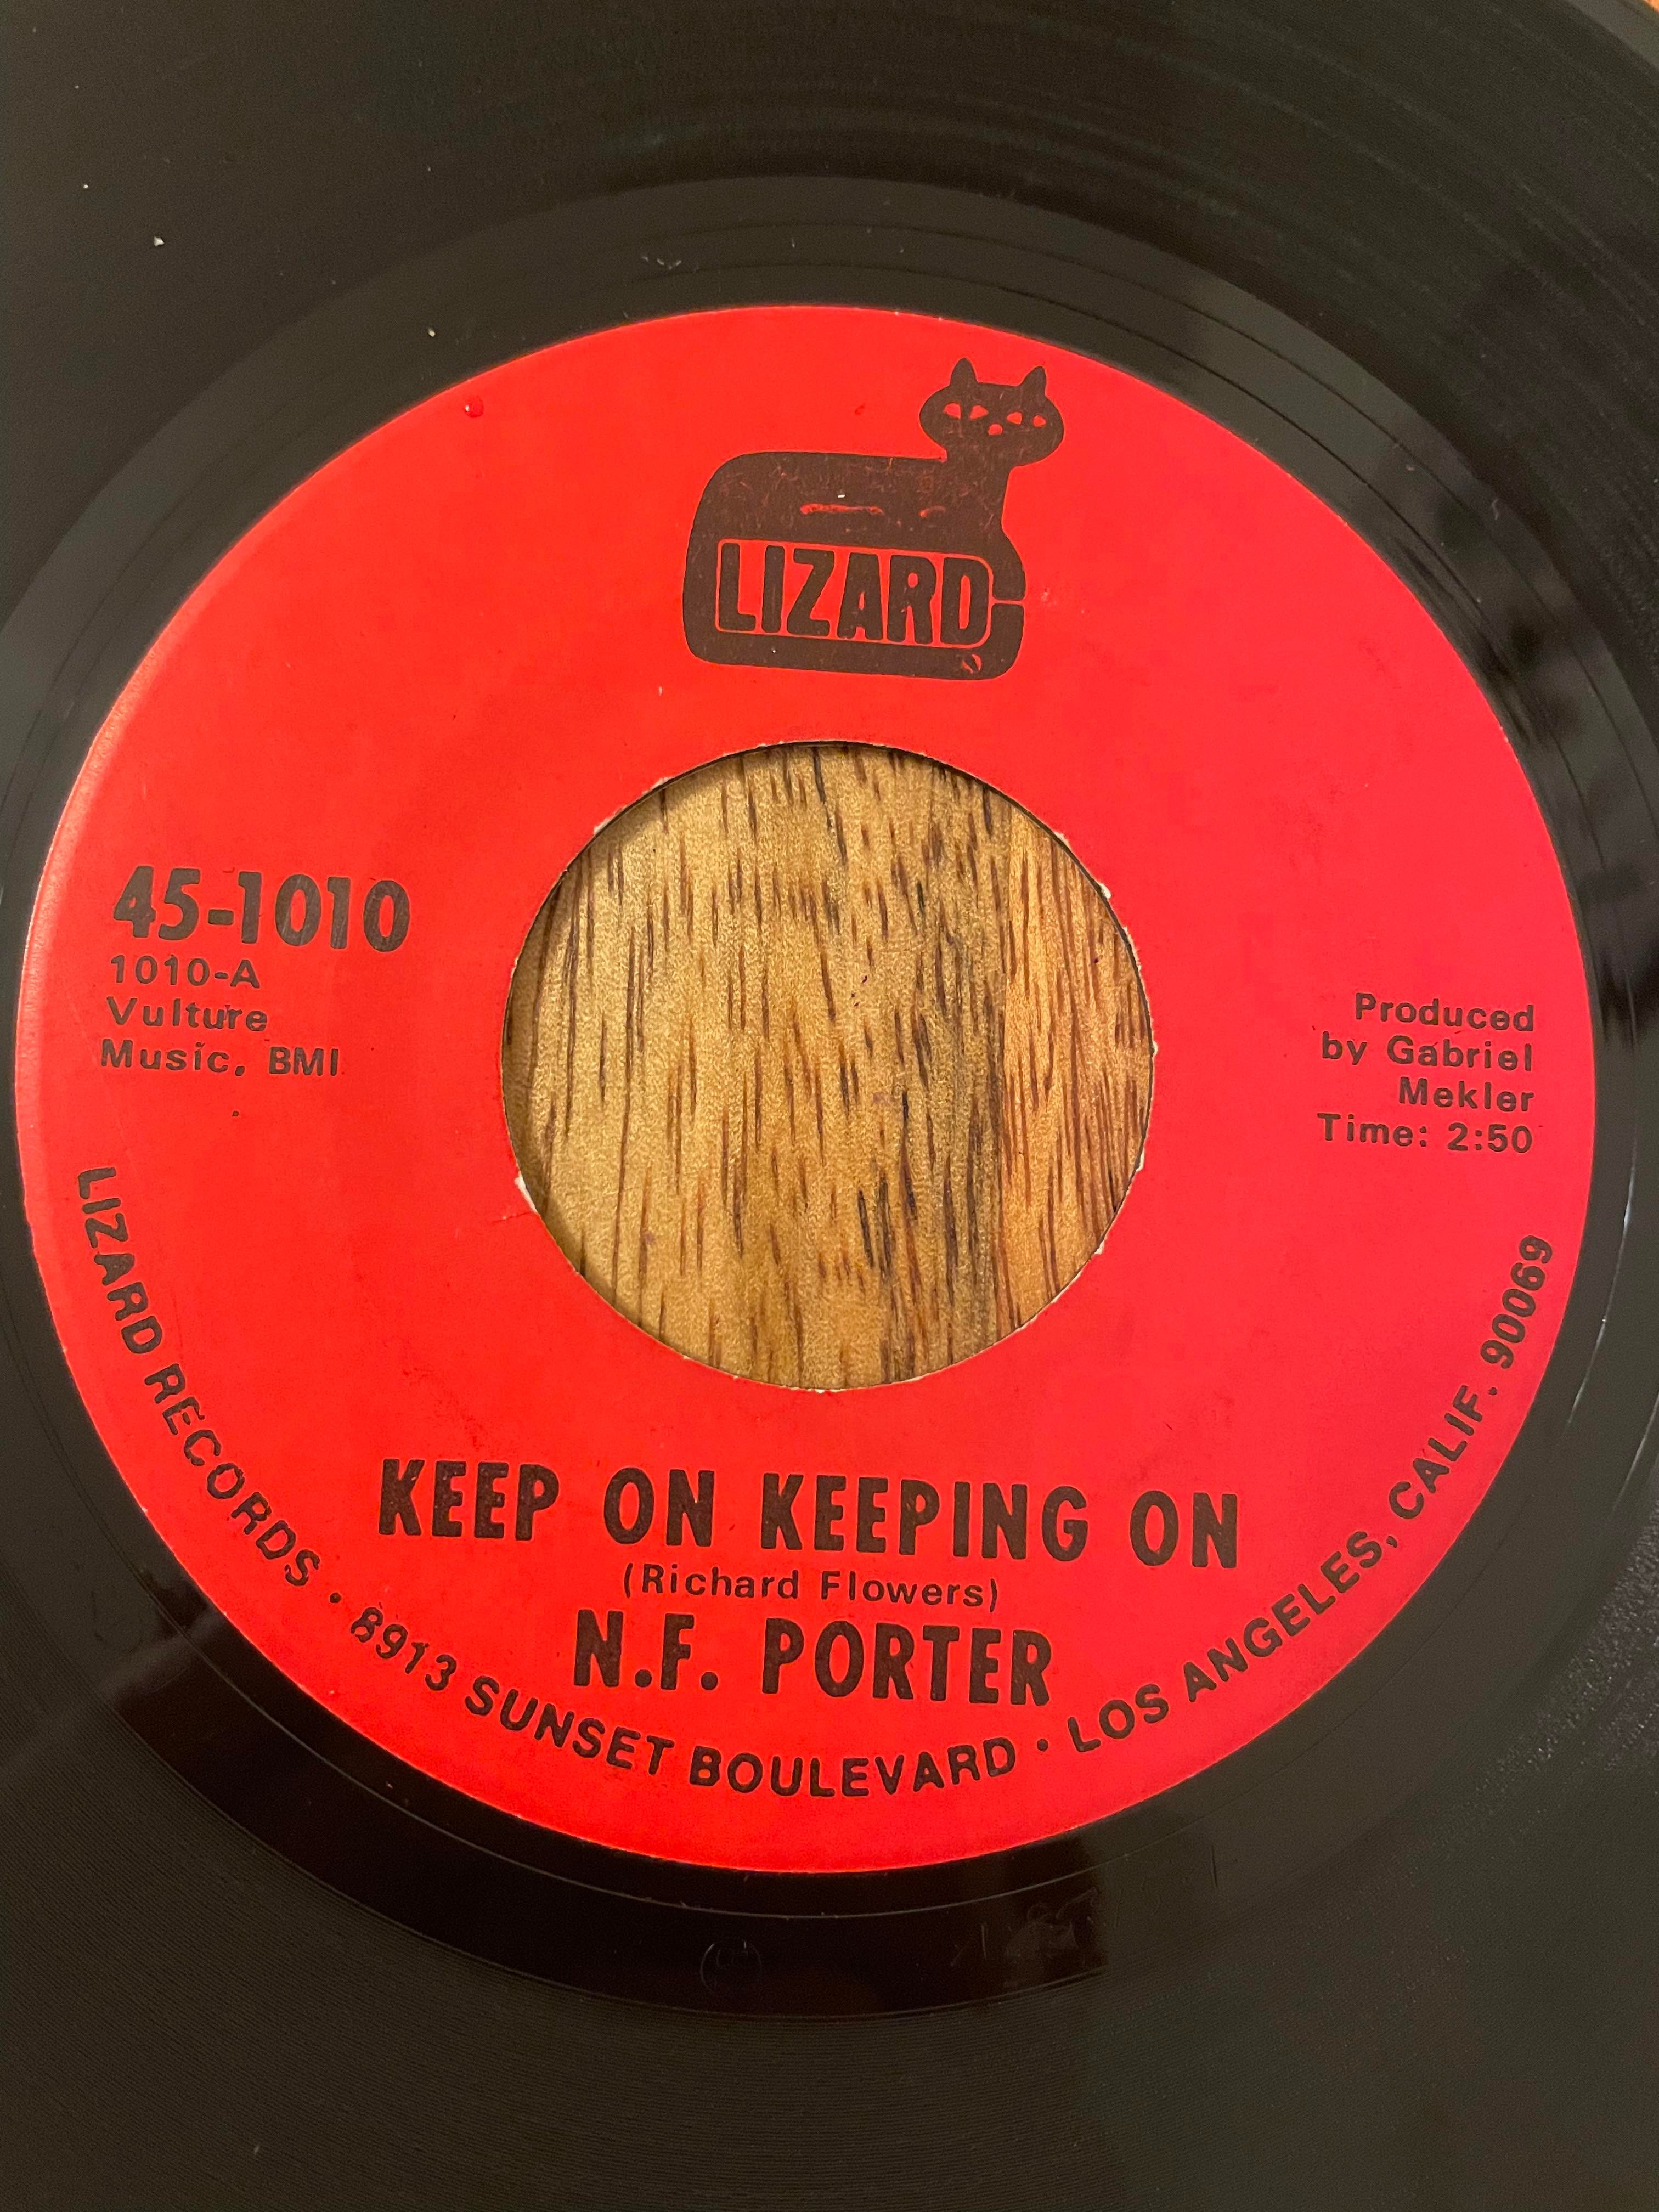 LIZARD
45-1010
1010-A
Vulture
Music, BMI
Produced
by Gabriel
Mekler
Time: 2:50
KEEP ON KEEPING ON
(Richard Flowers)
N.F. PORTER
LIZARD RECORDS · 8913 SUNSET BOULEVARD · LOS ANGELES, CALIF. 90069